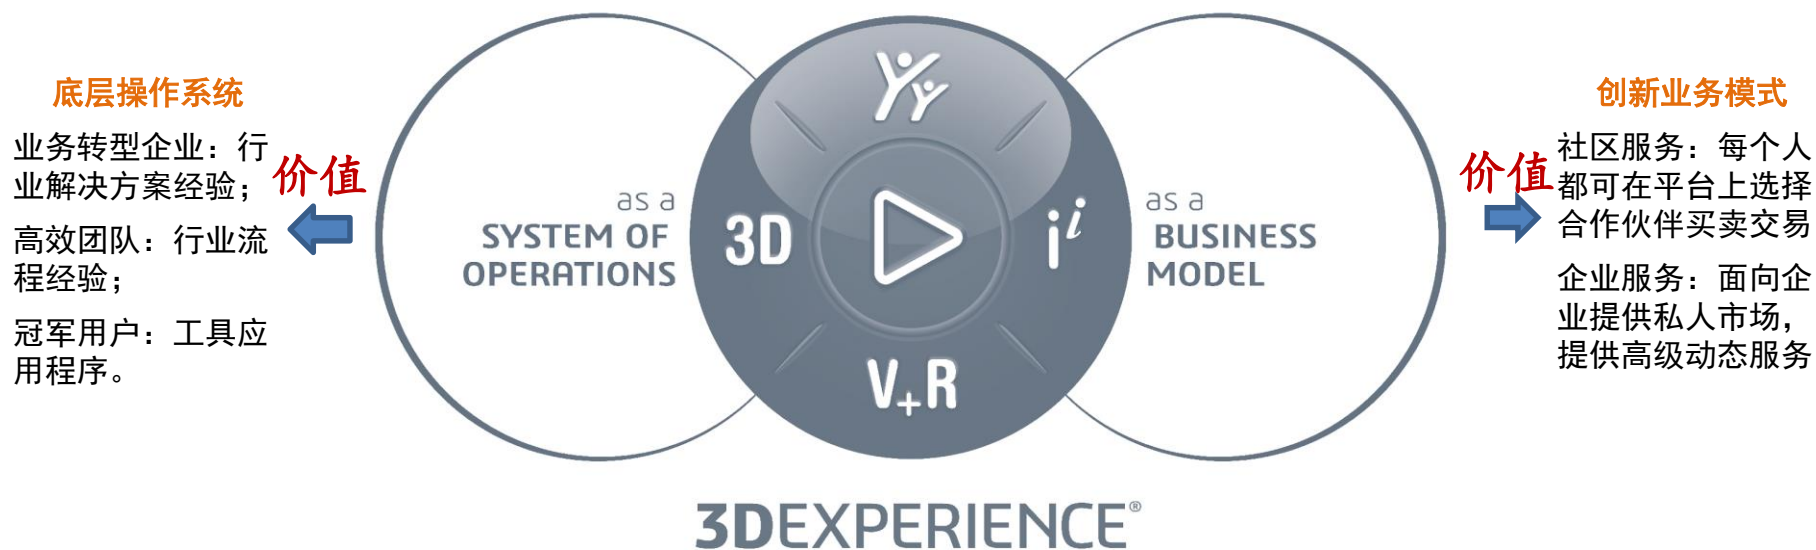 底层操作系统
业务转型企业：行
业解决方案经验；
高效团队：行业流
程经验；
冠军用户：工具应
用程序。
价值
as a
SYSTEM OF
OPERATIONS
3D
i i
V+R
as a
BUSINESS
MODEL
价值
创新业务模式
社区服务：每个人
都可在平台上选择
合作伙伴买卖交易
企业服务：面向企
业提供私人市场，
提供高级动态服务
3DEXPERIENCE®